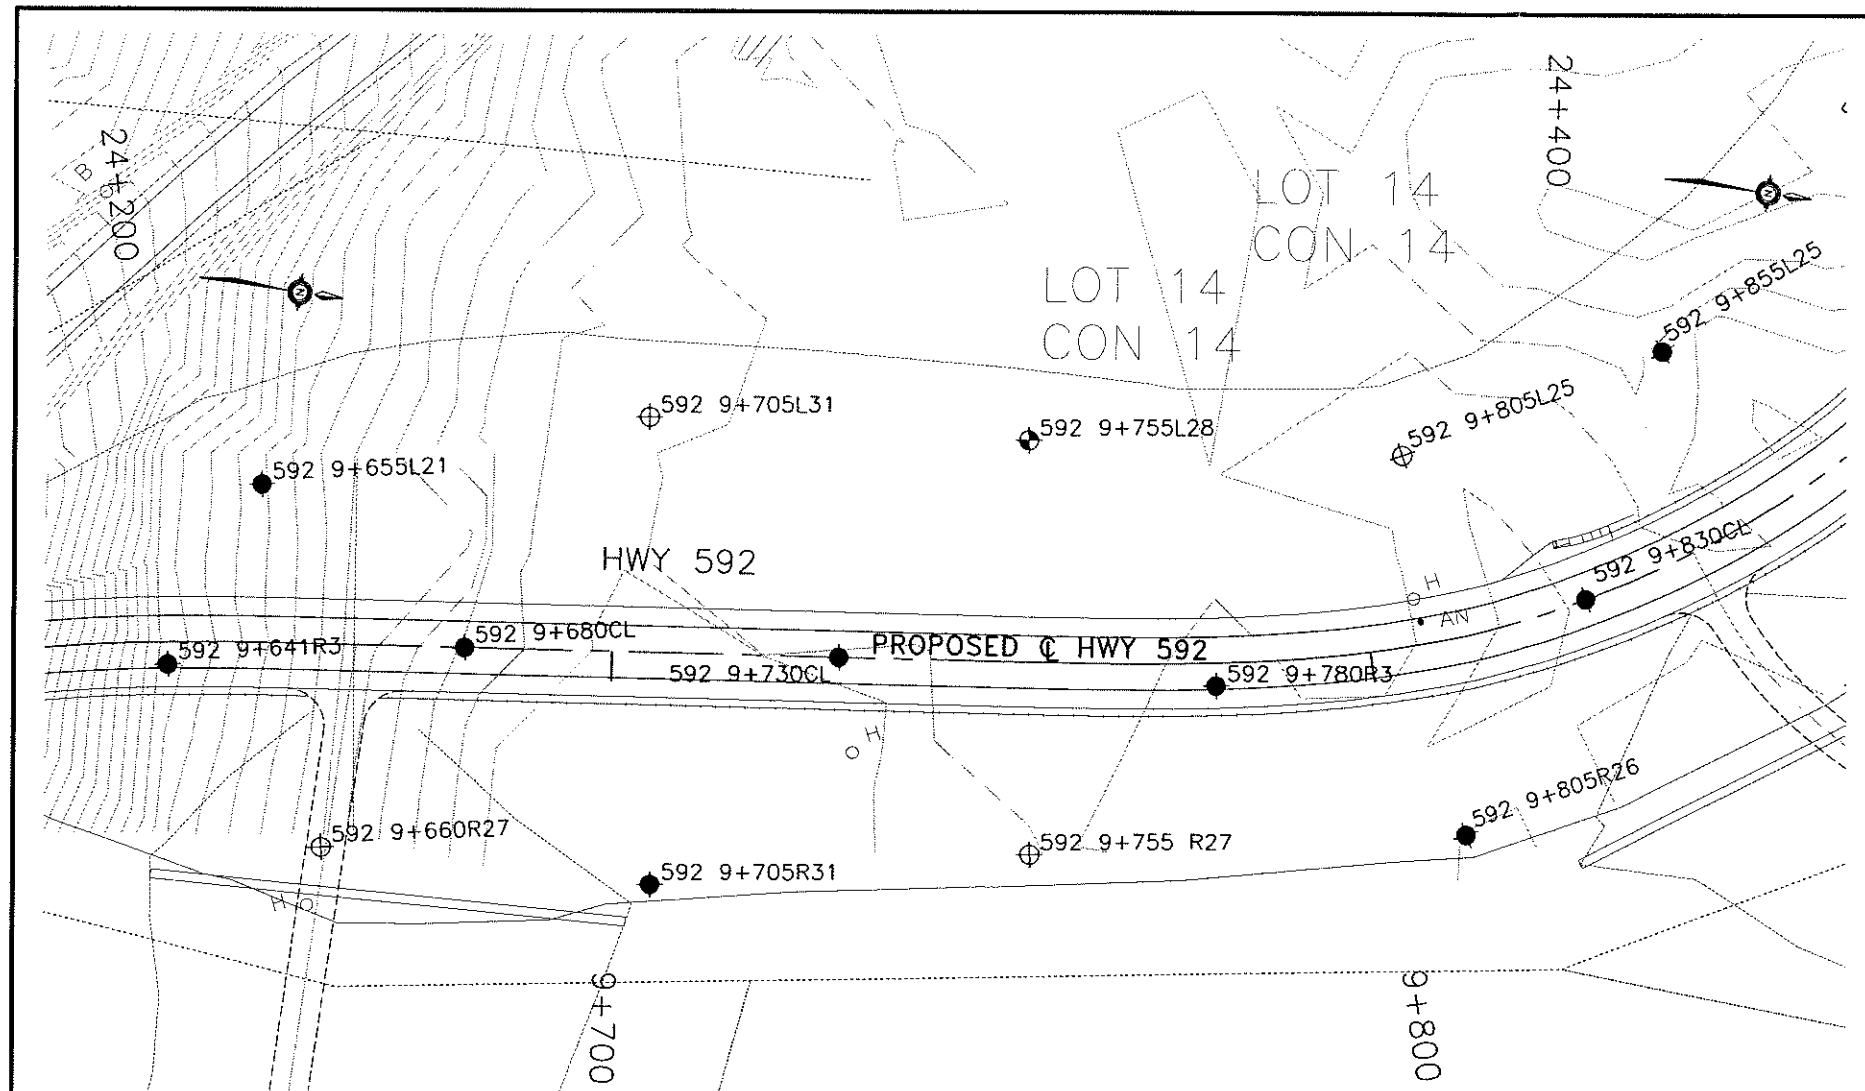 24+200
24+400
B
N
N
LOT 14
CON 14
LOT 14
CON 14
592 9+855L25
592 9+705L31
592 9+755L28
592 9+805L25
592 9+655L21
HWY 592
592 9+830CL
H
AN
592 9+641R3
592 9+680CL
PROPOSED ℄ HWY 592
592 9+730CL
592 9+780R3
H
592 9+805R26
592 9+660R27
592 9+755 R27
592 9+705R31
H
9+700
9+800